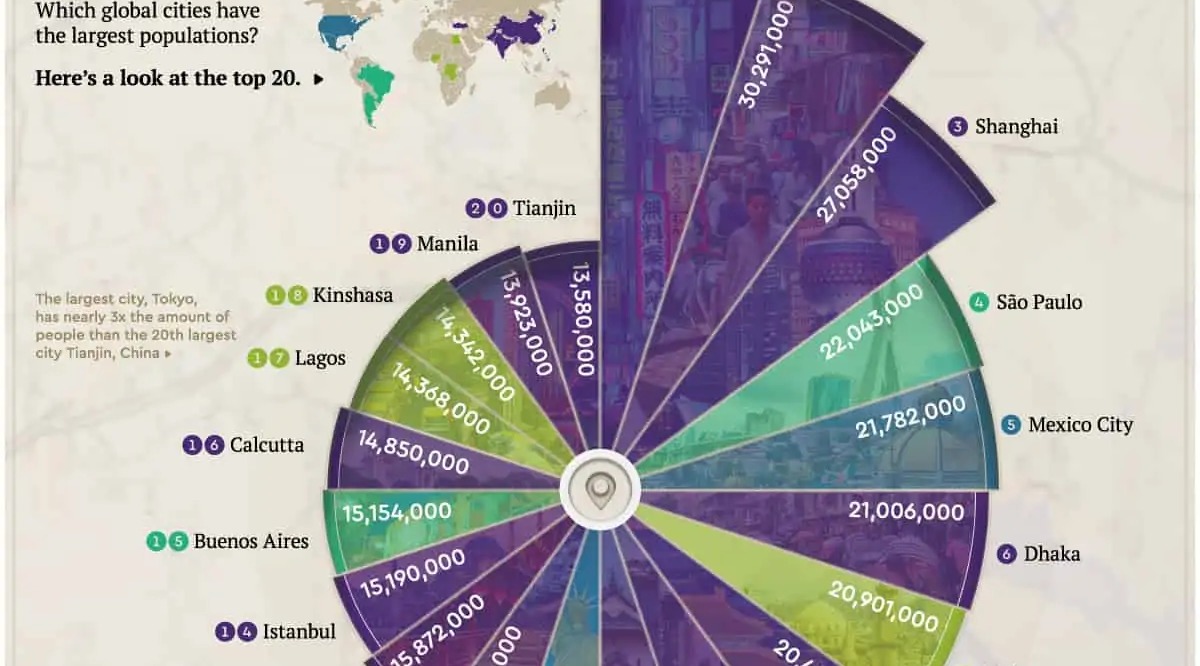 Which global cities have
the largest populations?
Here's a look at the top 20.
30,291,000
3 Shanghai
27,058,000
4 São Paulo
22,043,000
5 Mexico City
21,782,000
6 Dhaka
21,006,000
20,901,000
20 Tianjin
13,580,000
19 Manila
13,923,000
18 Kinshasa
14,342,000
The largest city, Tokyo,
has nearly 3x the amount of
people than the 20th largest
city Tianjin, China
17 Lagos
14,368,000
16 Calcutta
14,850,000
15 Buenos Aires
15,154,000
14 Istanbul
15,190,000
15,872,000
無料案内所